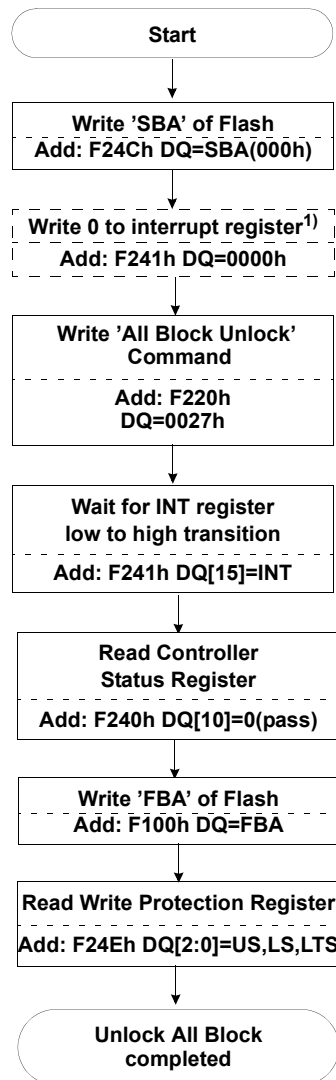 Start
Write ’SBA’ of Flash
Add: F24Ch DQ=SBA(000h)
Write 0 to interrupt register1)
Add: F241h DQ=0000h
Write ’All Block Unlock’
Command
Add: F220h
DQ=0027h
Wait for INT register
low to high transition
Add: F241h DQ[15]=INT
Read Controller
Status Register
Add: F240h DQ[10]=0(pass)
Write ’FBA’ of Flash
Add: F100h DQ=FBA
Read Write Protection Register
Add: F24Eh DQ[2:0]=US,LS,LTS
Unlock All Block
completed